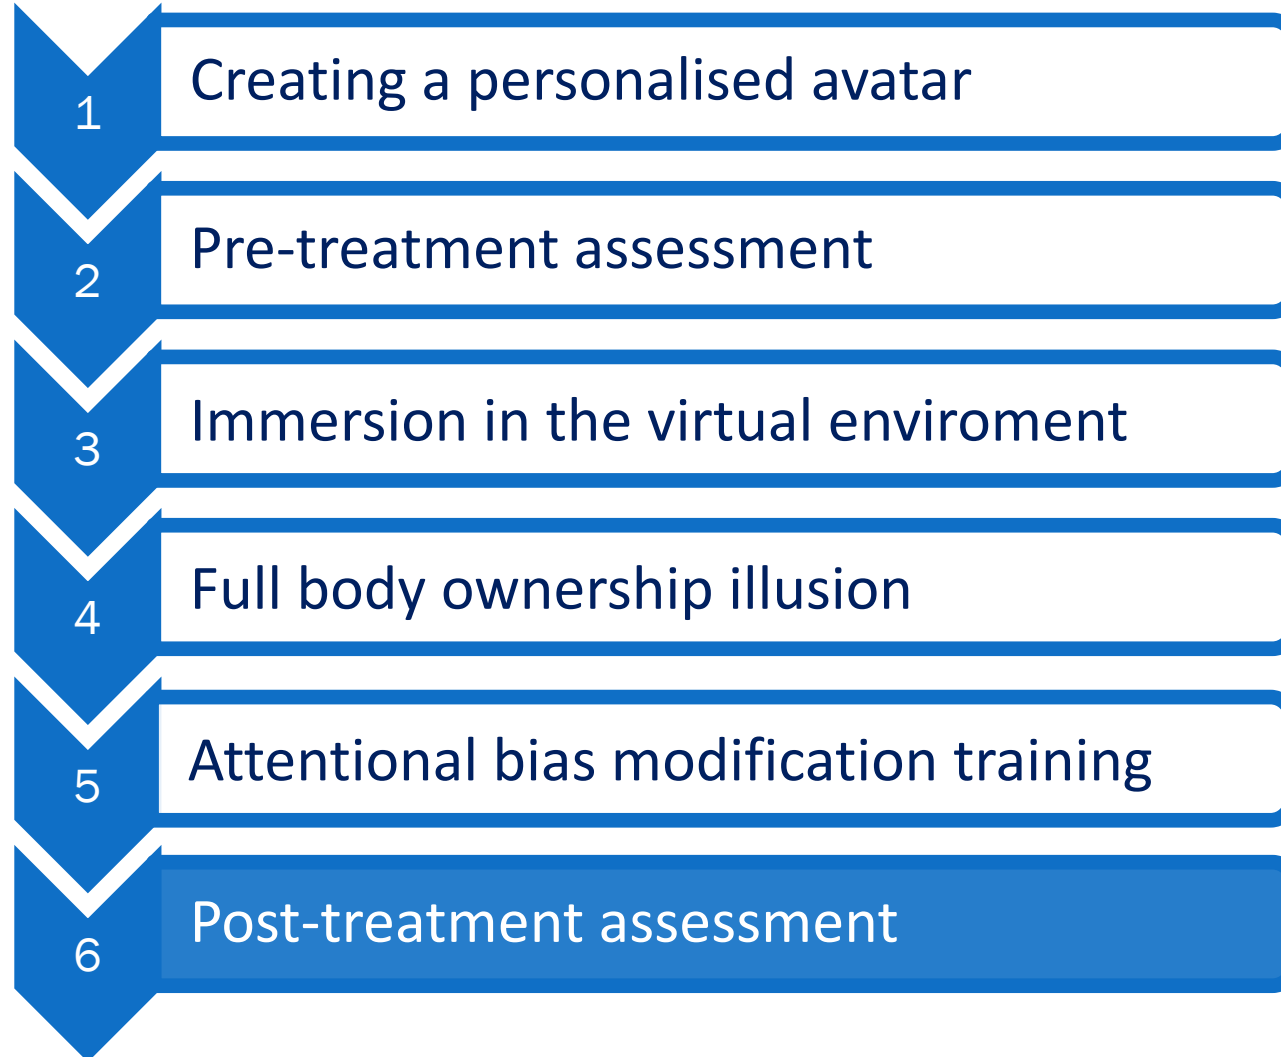 1 Creating a personalised avatar
2 Pre-treatment assessment
3 Immersion in the virtual enviroment
4 Full body ownership illusion
5 Attentional bias modification training
6 Post-treatment assessment